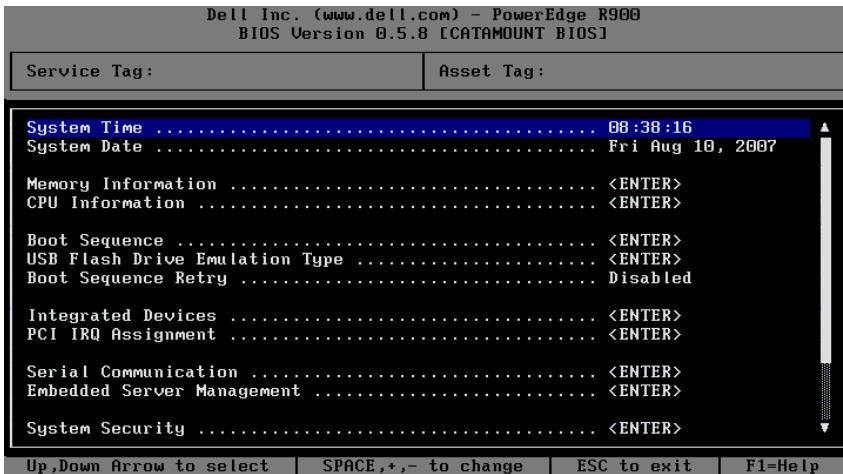 Dell Inc. (www.dell.com) - PowerEdge R900
BIOS Version 0.5.8 [CATAMOUNT BIOS]
Service Tag: Asset Tag:
System Time .......................................... 08:38:16
System Date .......................................... Fri Aug 10, 2007
Memory Information ................................... <ENTER>
CPU Information ...................................... <ENTER>
Boot Sequence ........................................ <ENTER>
USB Flash Drive Emulation Type ....................... <ENTER>
Boot Sequence Retry .................................. Disabled
Integrated Devices ................................... <ENTER>
PCI IRQ Assignment ................................... <ENTER>
Serial Communication ................................. <ENTER>
Embedded Server Management ........................... <ENTER>
System Security ...................................... <ENTER>
Up,Down Arrow to select SPACE,+,- to change ESC to exit F1=Help